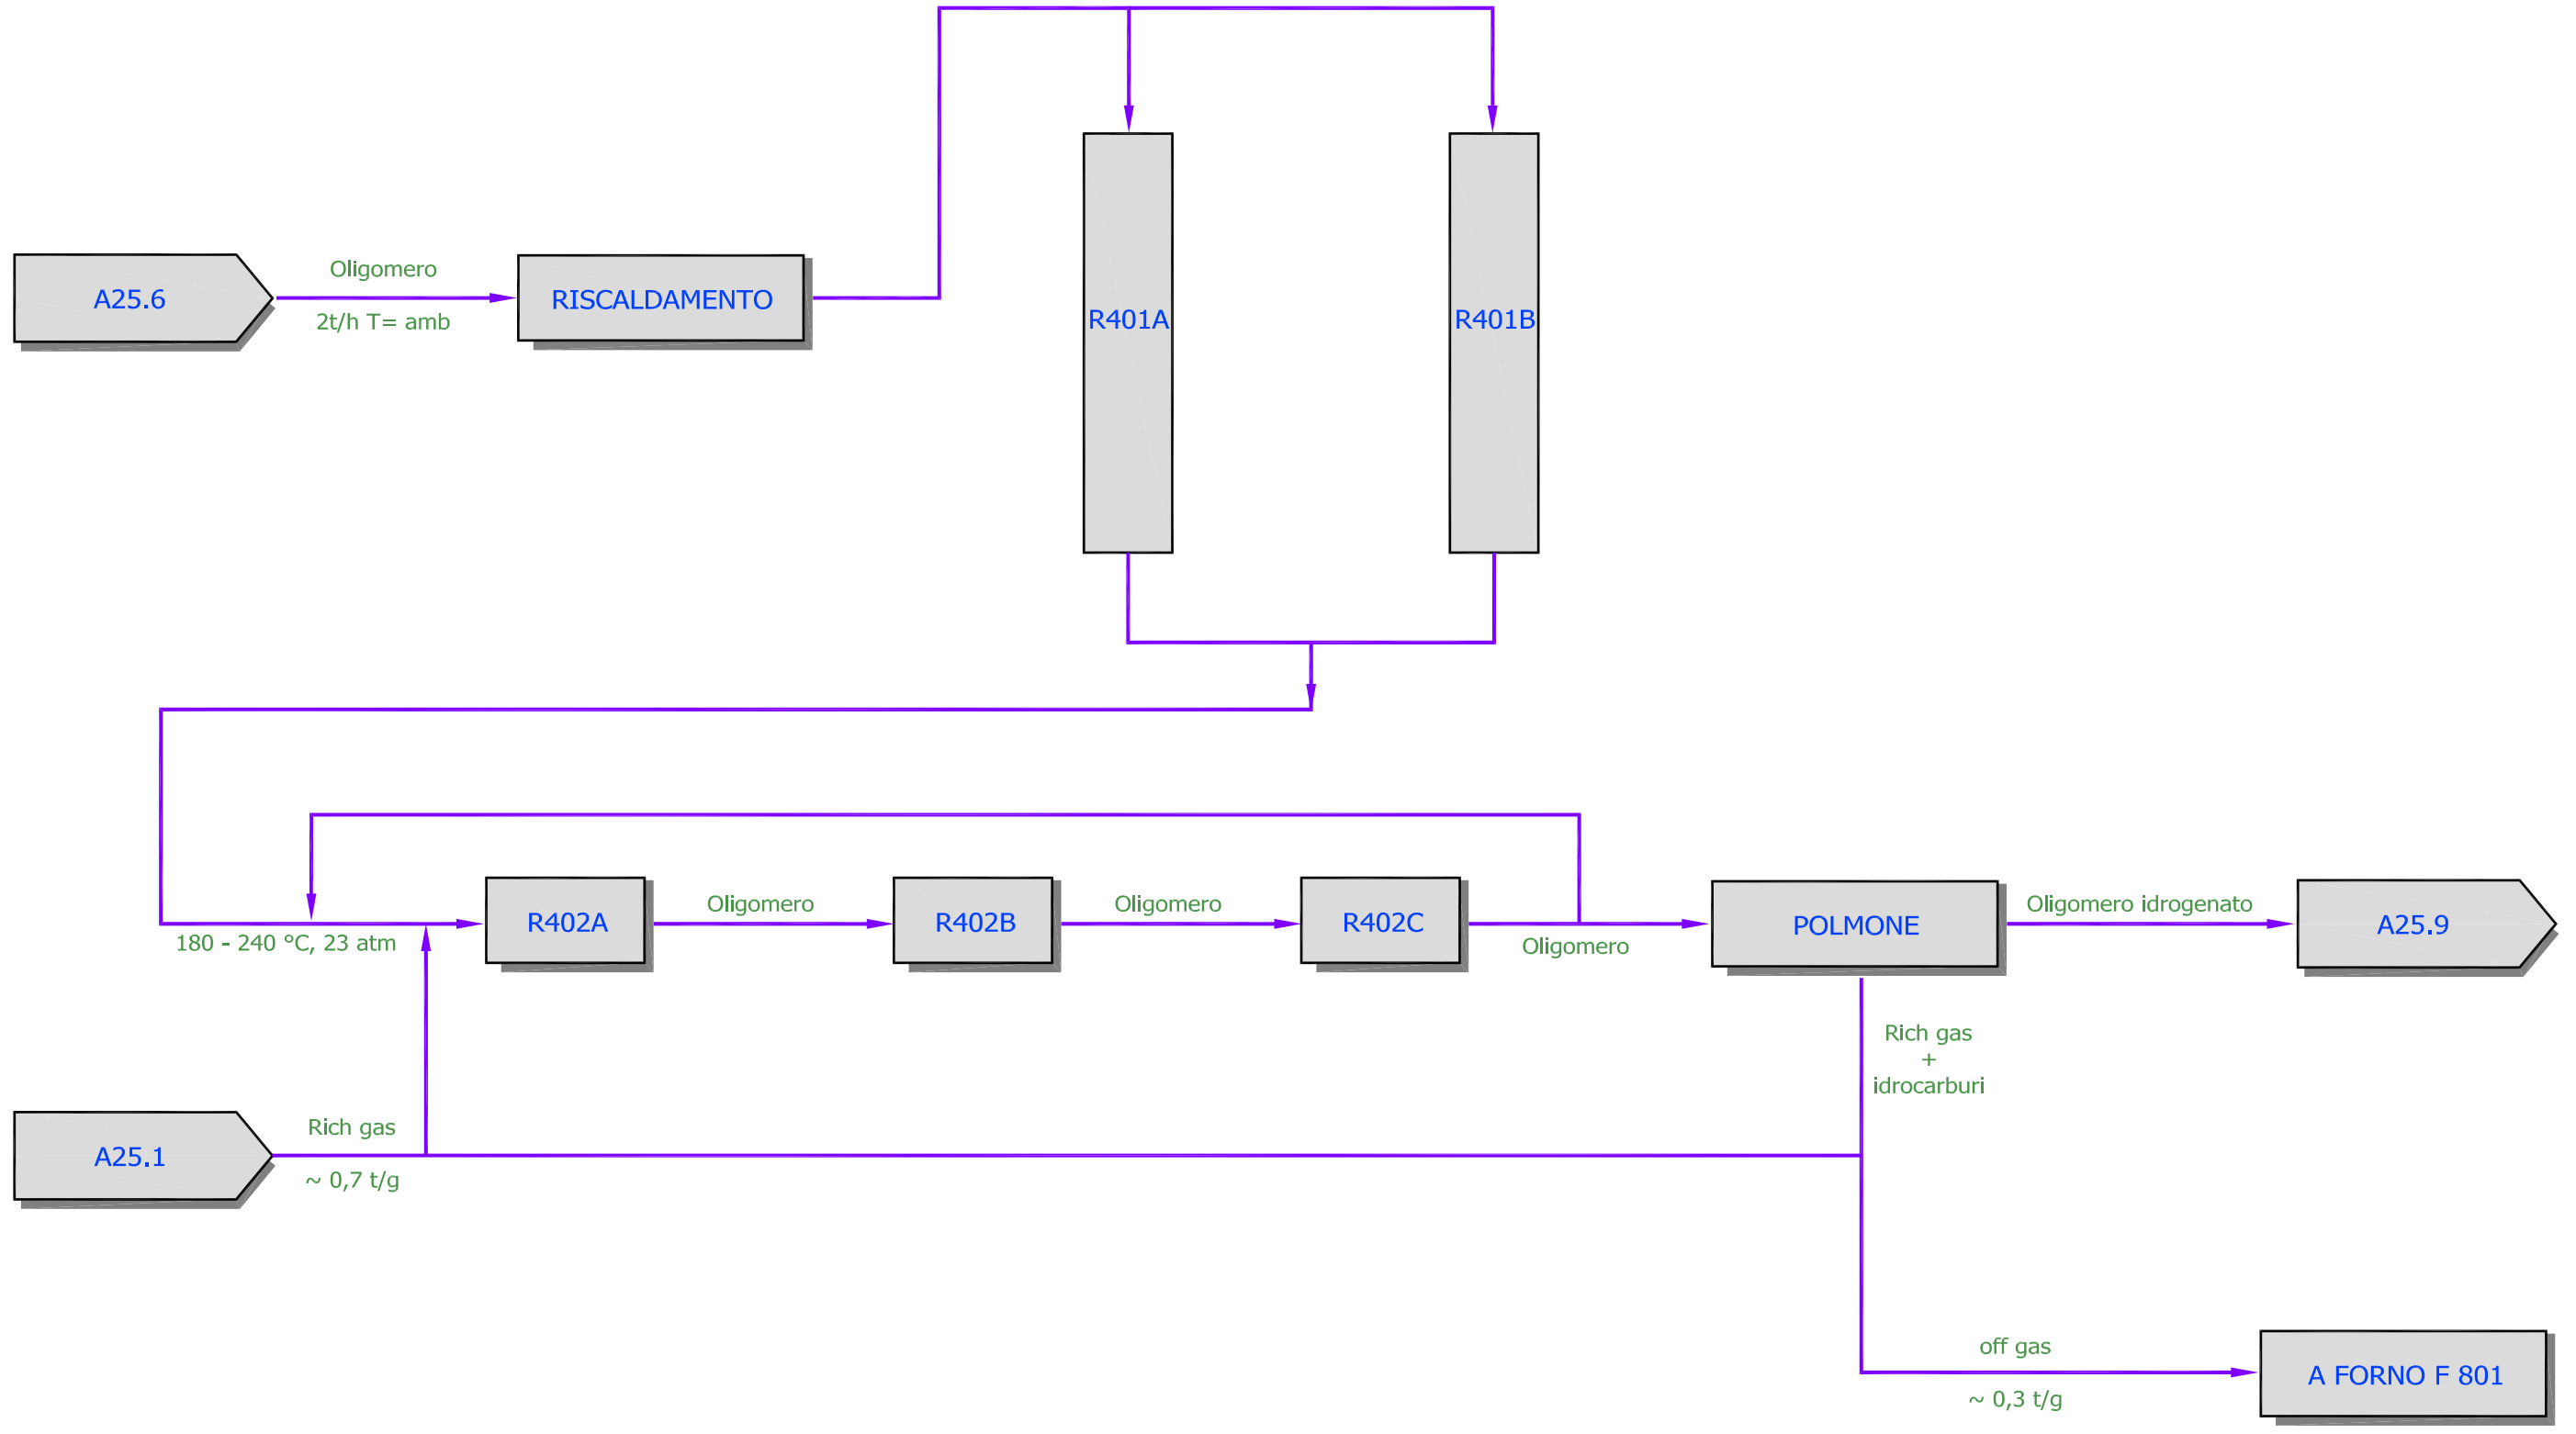 A25.6
Oligomero
2t/h T= amb
RISCALDAMENTO
R401A
R401B
180 - 240 °C, 23 atm
R402A
Oligomero
R402B
Oligomero
R402C
Oligomero
POLMONE
Oligomero idrogenato
A25.9
Rich gas
+
idrocarburi
A25.1
Rich gas
~ 0,7 t/g
off gas
~ 0,3 t/g
A FORNO F 801